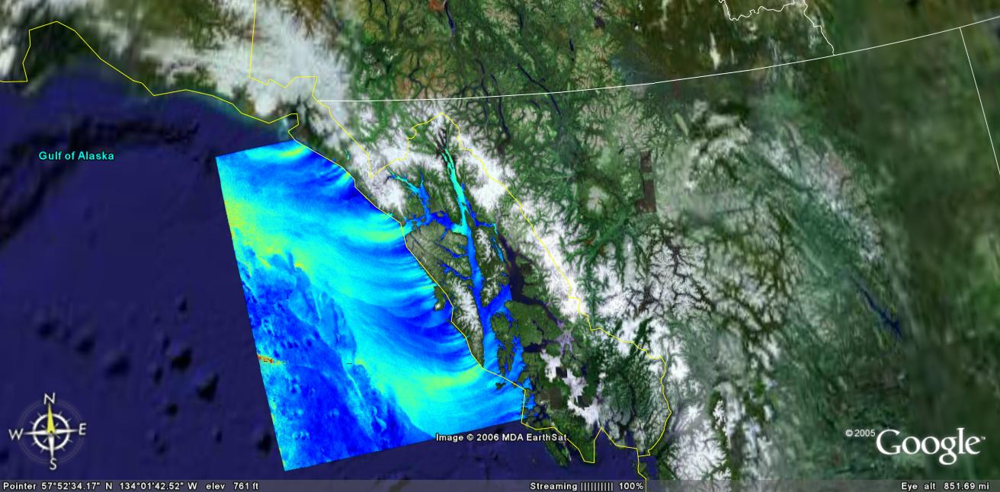 Gulf of Alaska
N
W E
S
Image © 2006 MDA EarthSat
©2005 Google™
Pointer 57°52'34.17" N 134°01'42.52" W elev 761 ft Streaming |||||||||| 100% Eye alt 851.69 mi